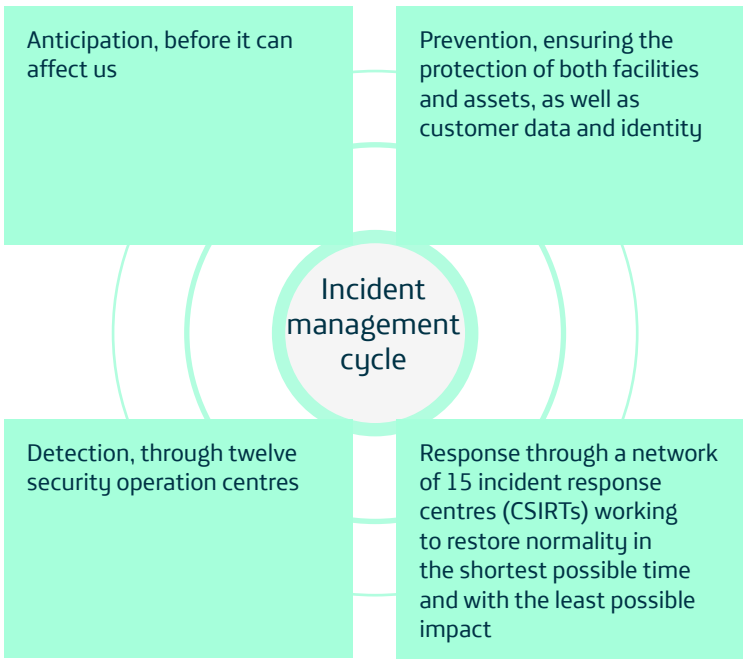 Anticipation, before it can
affect us
Prevention, ensuring the
protection of both facilities
and assets, as well as
customer data and identity
Incident
management
cycle
Detection, through twelve
security operation centres
Response through a network
of 15 incident response
centres (CSIRTs) working
to restore normality in
the shortest possible time
and with the least possible
impact